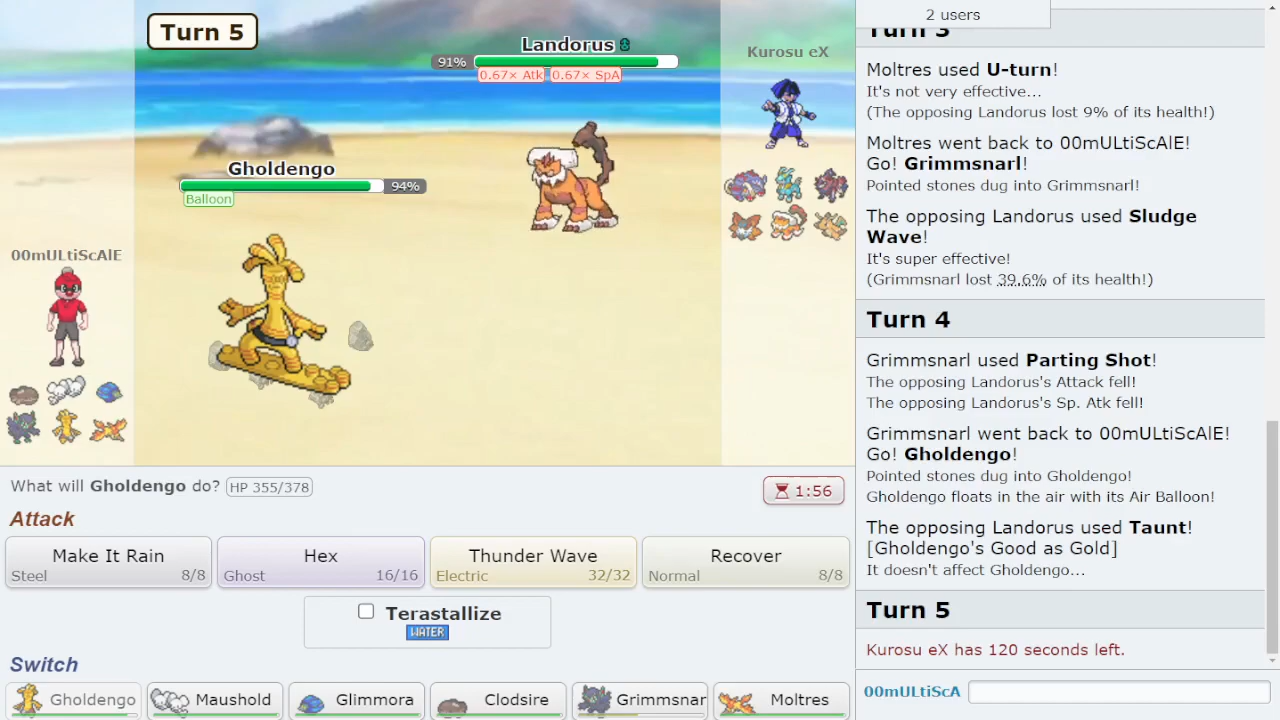 2 users
Turn 5
Landorus
91%
0.67× Atk 0.67× SpA
Kurosu eX
Gholdengo
94%
Balloon
00mULtiScAlE
What will Gholdengo do? HP 355/378
1:56
Attack
Make It Rain
Steel 8/8
Hex
Ghost 16/16
Thunder Wave
Electric 32/32
Recover
Normal 8/8
Terastallize
WATER
Switch
Gholdengo
Maushold
Glimmora
Clodsire
Grimmsnar
Moltres
Turn 3
Moltres used U-turn!
It's not very effective...
(The opposing Landorus lost 9% of its health!)
Moltres went back to 00mULtiScAlE!
Go! Grimmsnarl!
Pointed stones dug into Grimmsnarl!
The opposing Landorus used Sludge
Wave!
It's super effective!
(Grimmsnarl lost 39.6% of its health!)
Turn 4
Grimmsnarl used Parting Shot!
The opposing Landorus's Attack fell!
The opposing Landorus's Sp. Atk fell!
Grimmsnarl went back to 00mULtiScAlE!
Go! Gholdengo!
Pointed stones dug into Gholdengo!
Gholdengo floats in the air with its Air Balloon!
The opposing Landorus used Taunt!
[Gholdengo's Good as Gold]
It doesn't affect Gholdengo...
Turn 5
Kurosu eX has 120 seconds left.
00mULtiScA